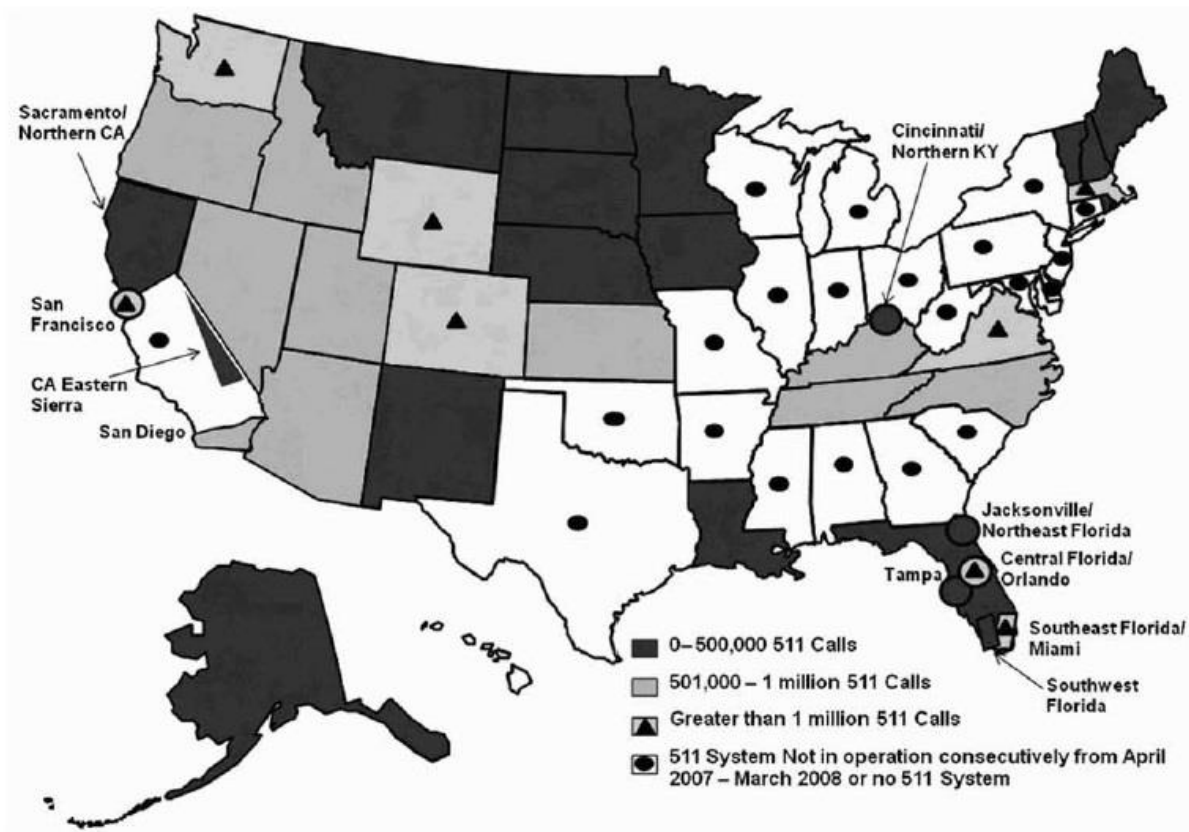 Sacramento/
Northern CA
Cincinnati/
Northern KY
San
Francisco
CA Eastern
Sierra
San Diego
Jacksonville/
Northeast Florida
Central Florida/
Orlando
Tampa
Southeast Florida/
Miami
Southwest
Florida
0–500,000 511 Calls
501,000 – 1 million 511 Calls
Greater than 1 million 511 Calls
511 System Not in operation consecutively from April
2007 – March 2008 or no 511 System